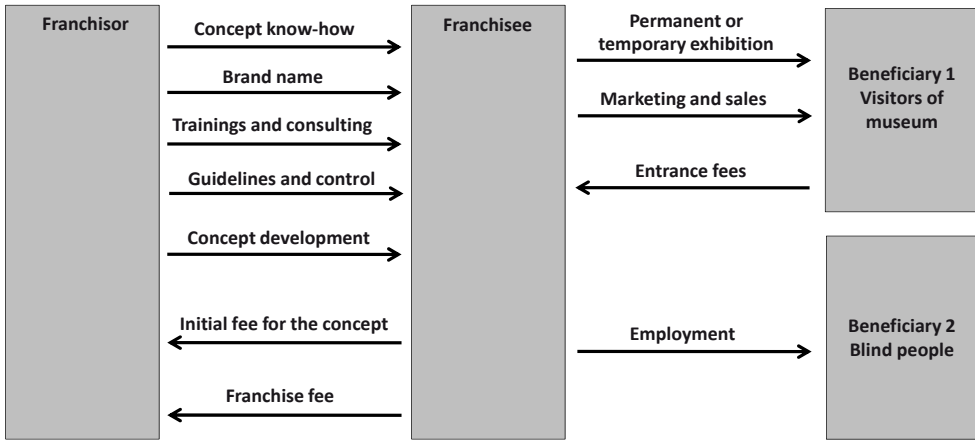 Franchisor
Concept know-how
Brand name
Trainings and consulting
Guidelines and control
Concept development
Initial fee for the concept
Franchise fee
Franchisee
Permanent or
temporary exhibition
Marketing and sales
Entrance fees
Employment
Beneficiary 1
Visitors of
museum
Beneficiary 2
Blind people